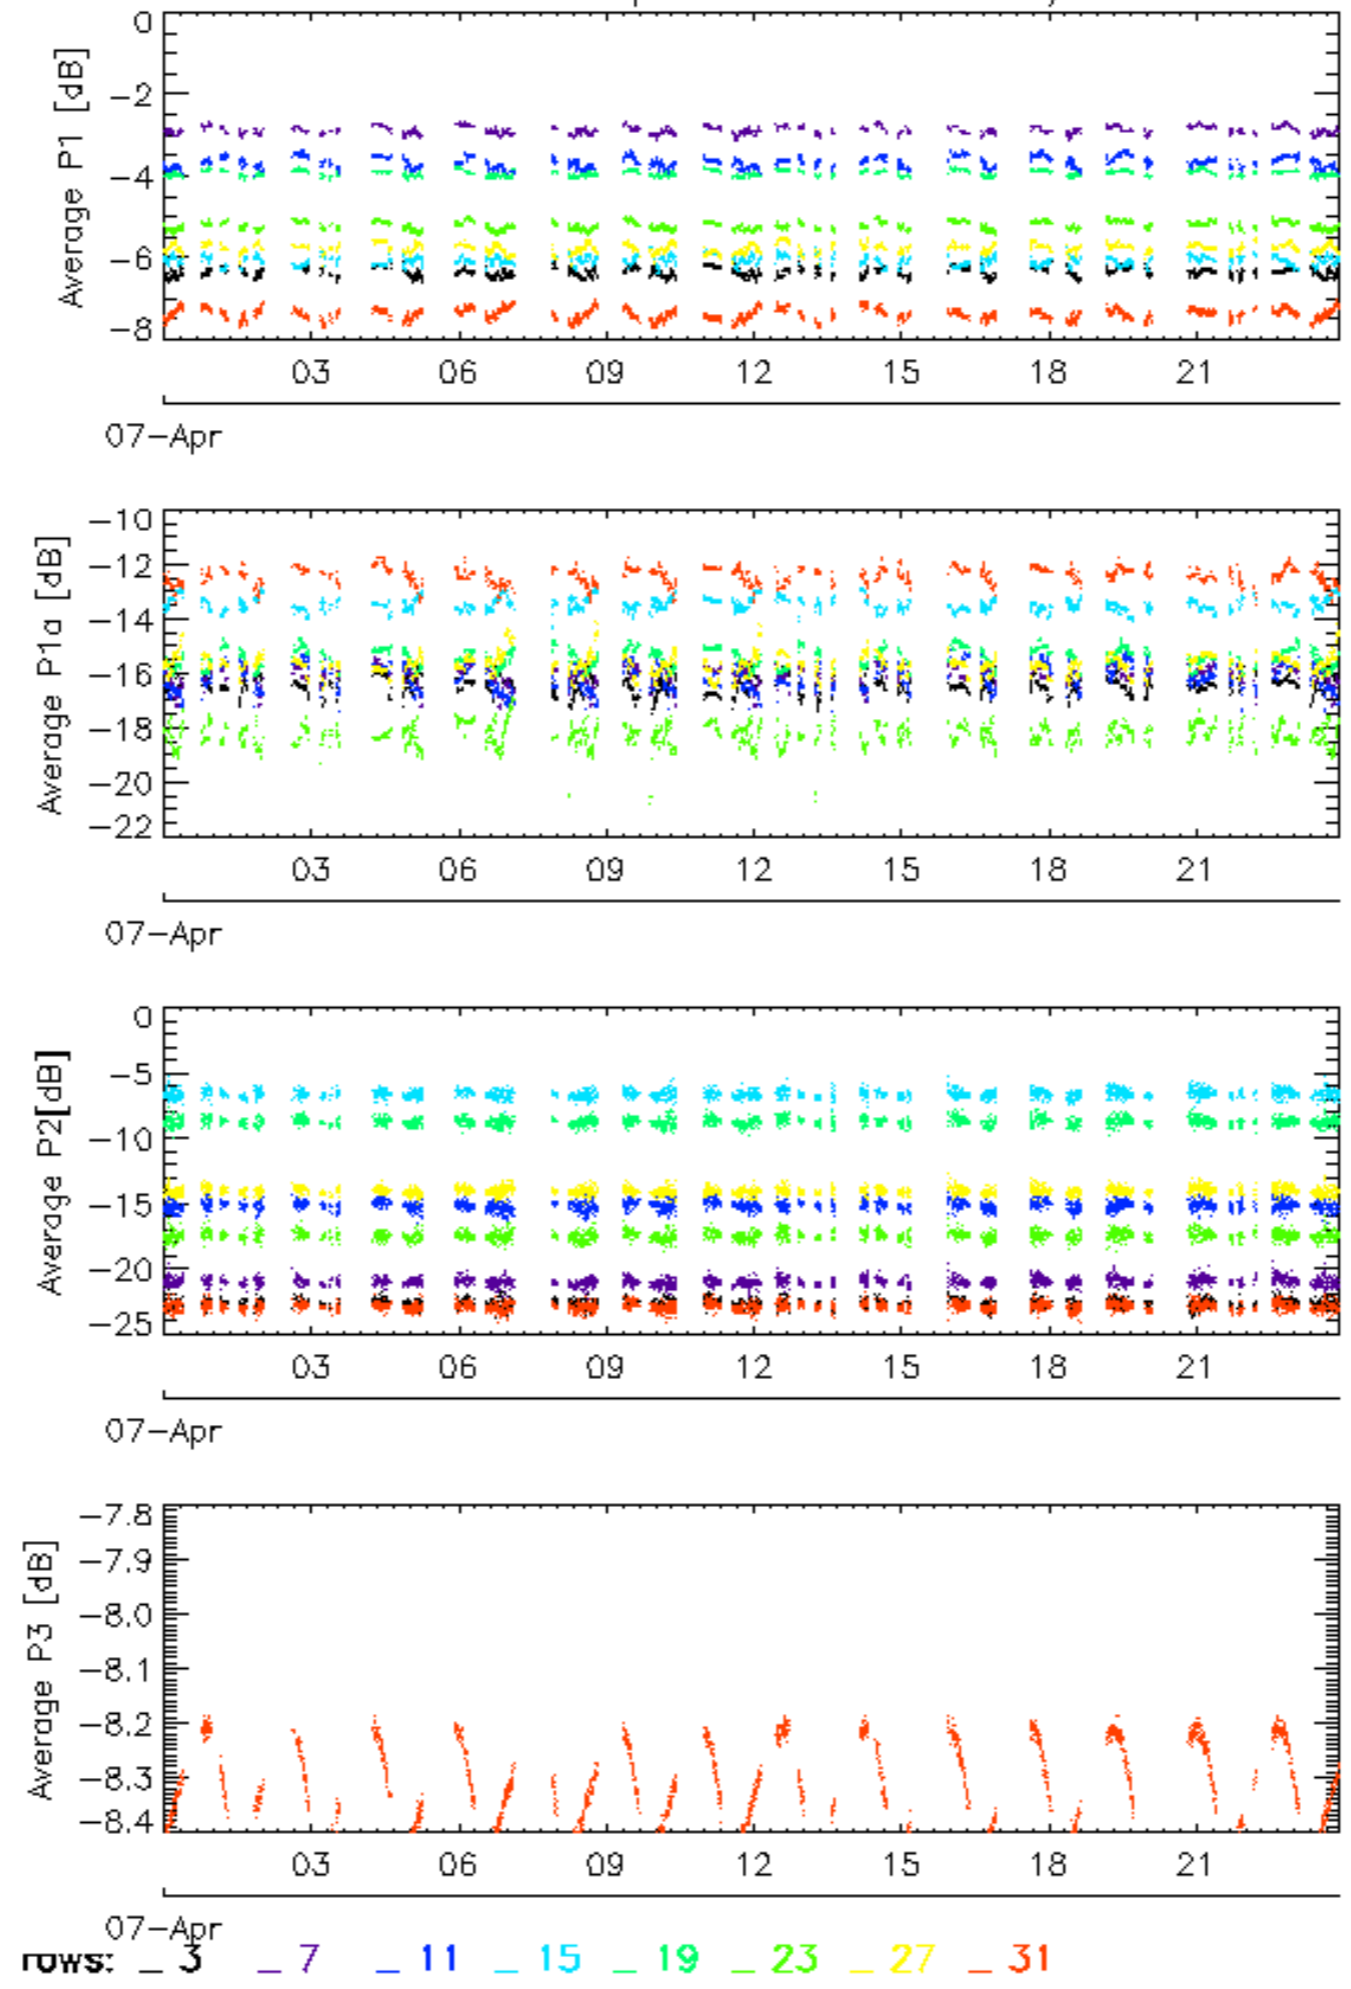 0
−2
−4
−6
−8
Average P1 [dB]
03 06 09 12 15 18 21
07−Apr
−10
−12
−14
−16
−18
−20
−22
Average P1a [dB]
03 06 09 12 15 18 21
07−Apr
0
−5
−10
−15
−20
−25
Average P2[dB]
03 06 09 12 15 18 21
07−Apr
−7.8
−7.9
−8.0
−8.1
−8.2
−8.3
−8.4
Average P3 [dB]
03 06 09 12 15 18 21
07−Apr
rows: _ 3 _ 7 _ 11 _ 15 _ 19 _ 23 _ 27 _ 31